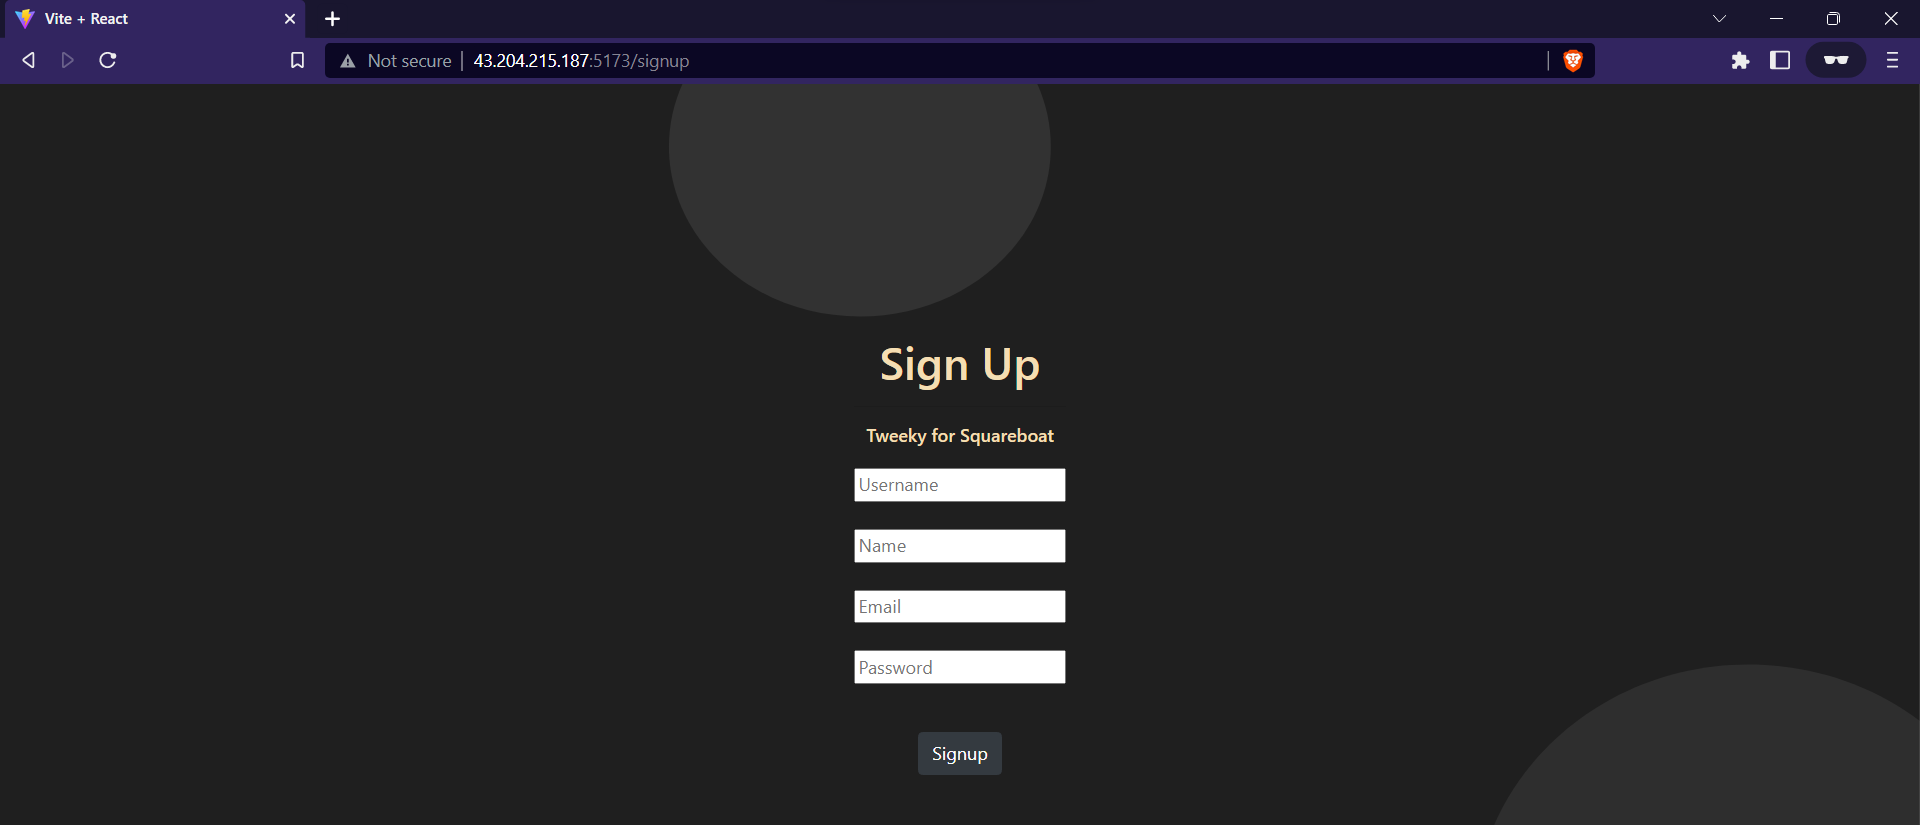 Vite + React
Not secure 43.204.215.187:5173/signup
Sign Up
Tweeky for Squareboat
Username
Name
Email
Password
Signup